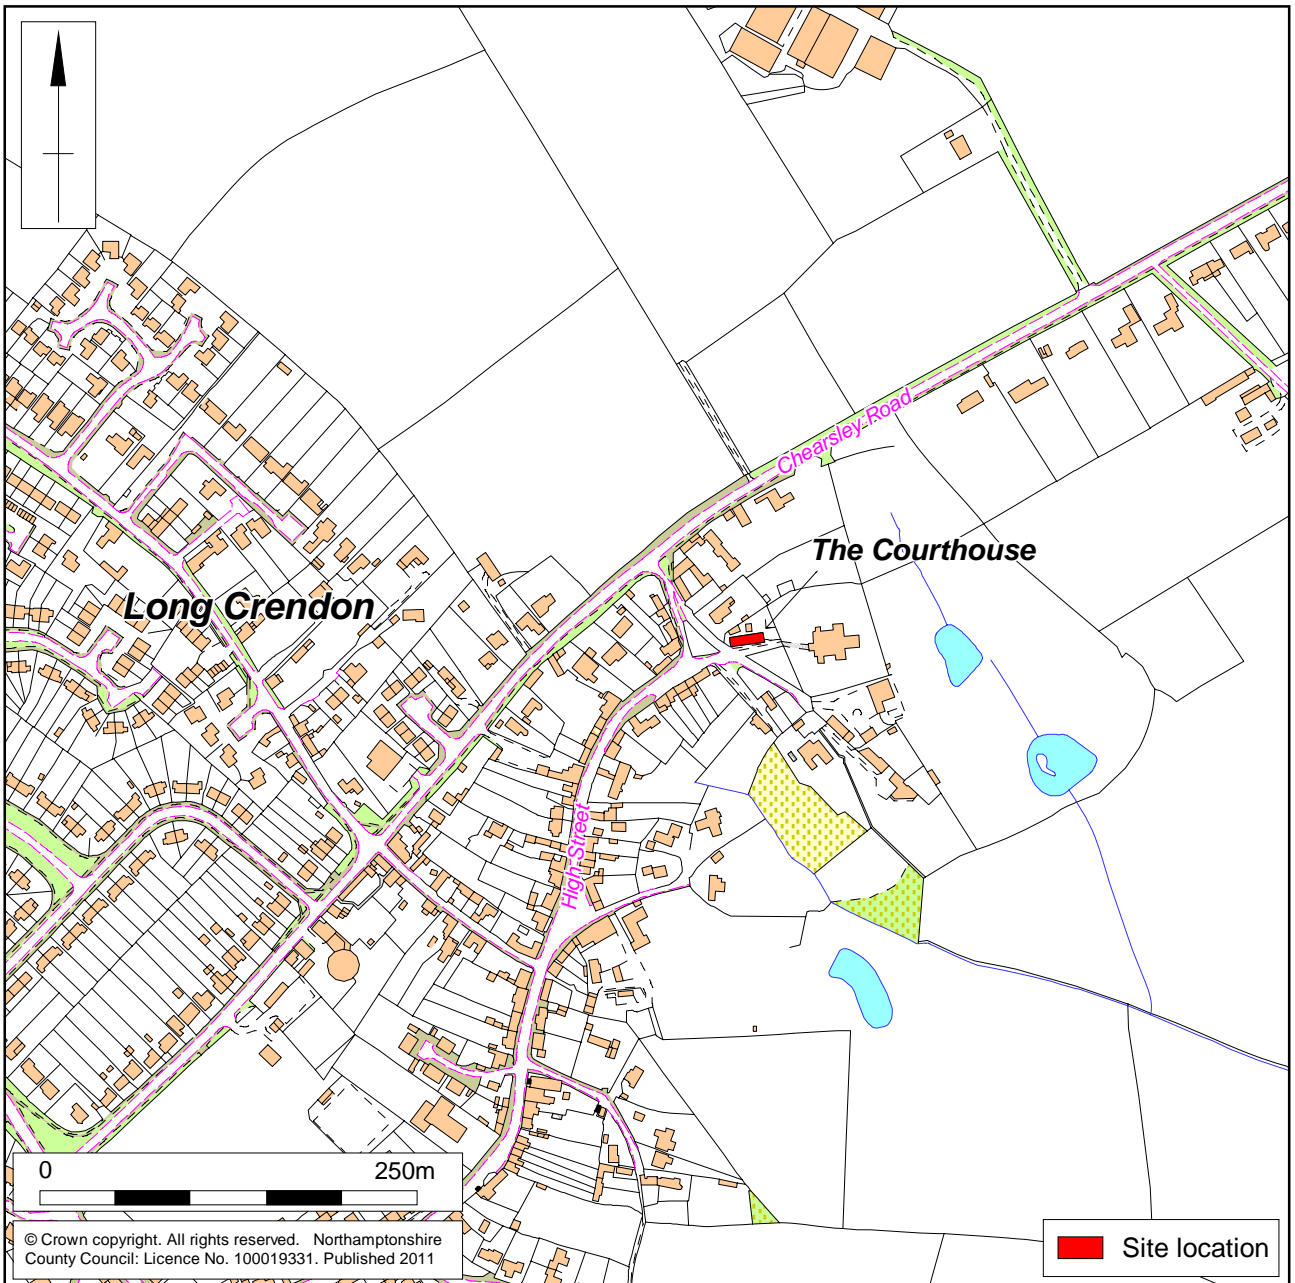 Chearsley Road
The Courthouse
Long Crendon
High Street
0 250m
© Crown copyright. All rights reserved. Northamptonshire
County Council: Licence No. 100019331. Published 2011
Site location